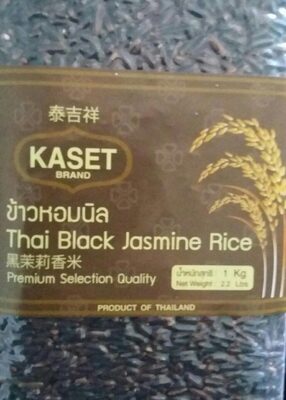 泰吉祥
KASET
BRAND
ข้าวหอมนิล
Thai Black Jasmine Rice
黑茉莉香米
Premium Selection Quality
น้ำหนักสุทธิ : 1 Kg
Net Weight : 2.2 Lbs
PRODUCT OF THAILAND